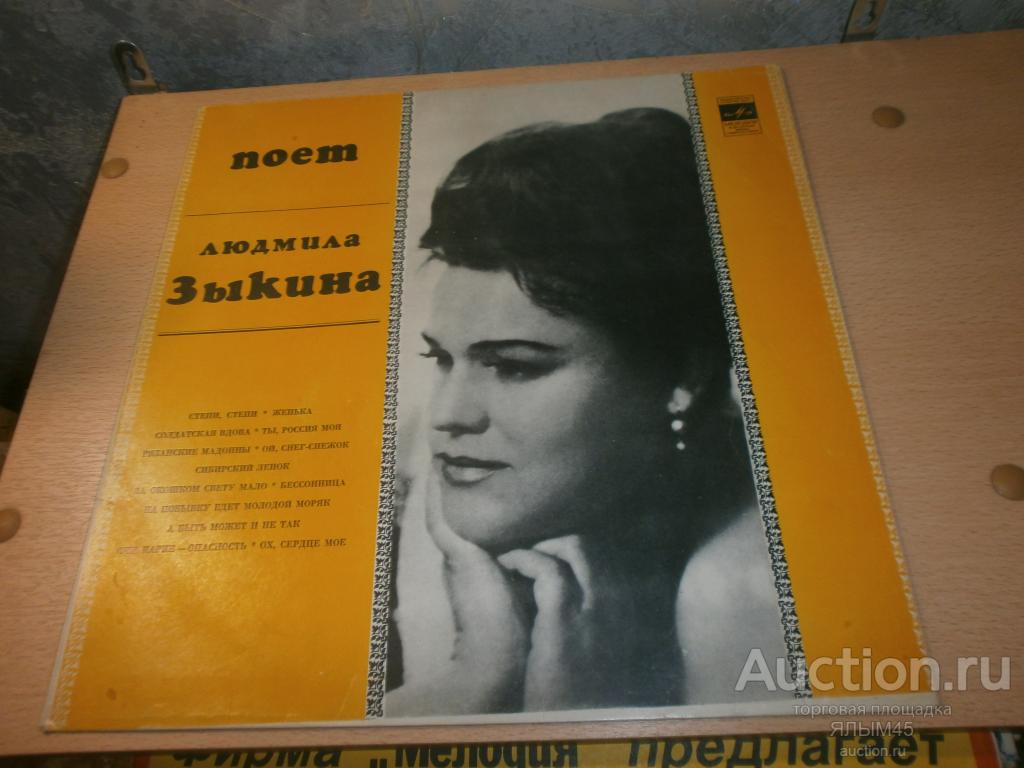 поет
людмила
Зыкина
СТЕПИ, СТЕПИ * ЖЕНЬКА
СОЛДАТСКАЯ ВДОВА * ТЫ, РОССИЯ МОЯ
РЯЗАНСКИЕ МАДОННЫ * ОЙ, СНЕГ-СНЕЖОК
СИБИРСКИЙ ЛЕНОК
ЗА ОКОШКОМ СВЕТУ МАЛО * БЕССОННИЦА
НА ПОБЫВКУ ЕДЕТ МОЛОДОЙ МОРЯК
А БЫТЬ МОЖЕТ И НЕ ТАК
ПАРНИ — ОПАСНОСТЬ * ОХ, СЕРДЦЕ МОЕ
Auction.ru
торговая площадка
ЯЛЫМ45
auction.ru
Фирма „Мелодия предлагает